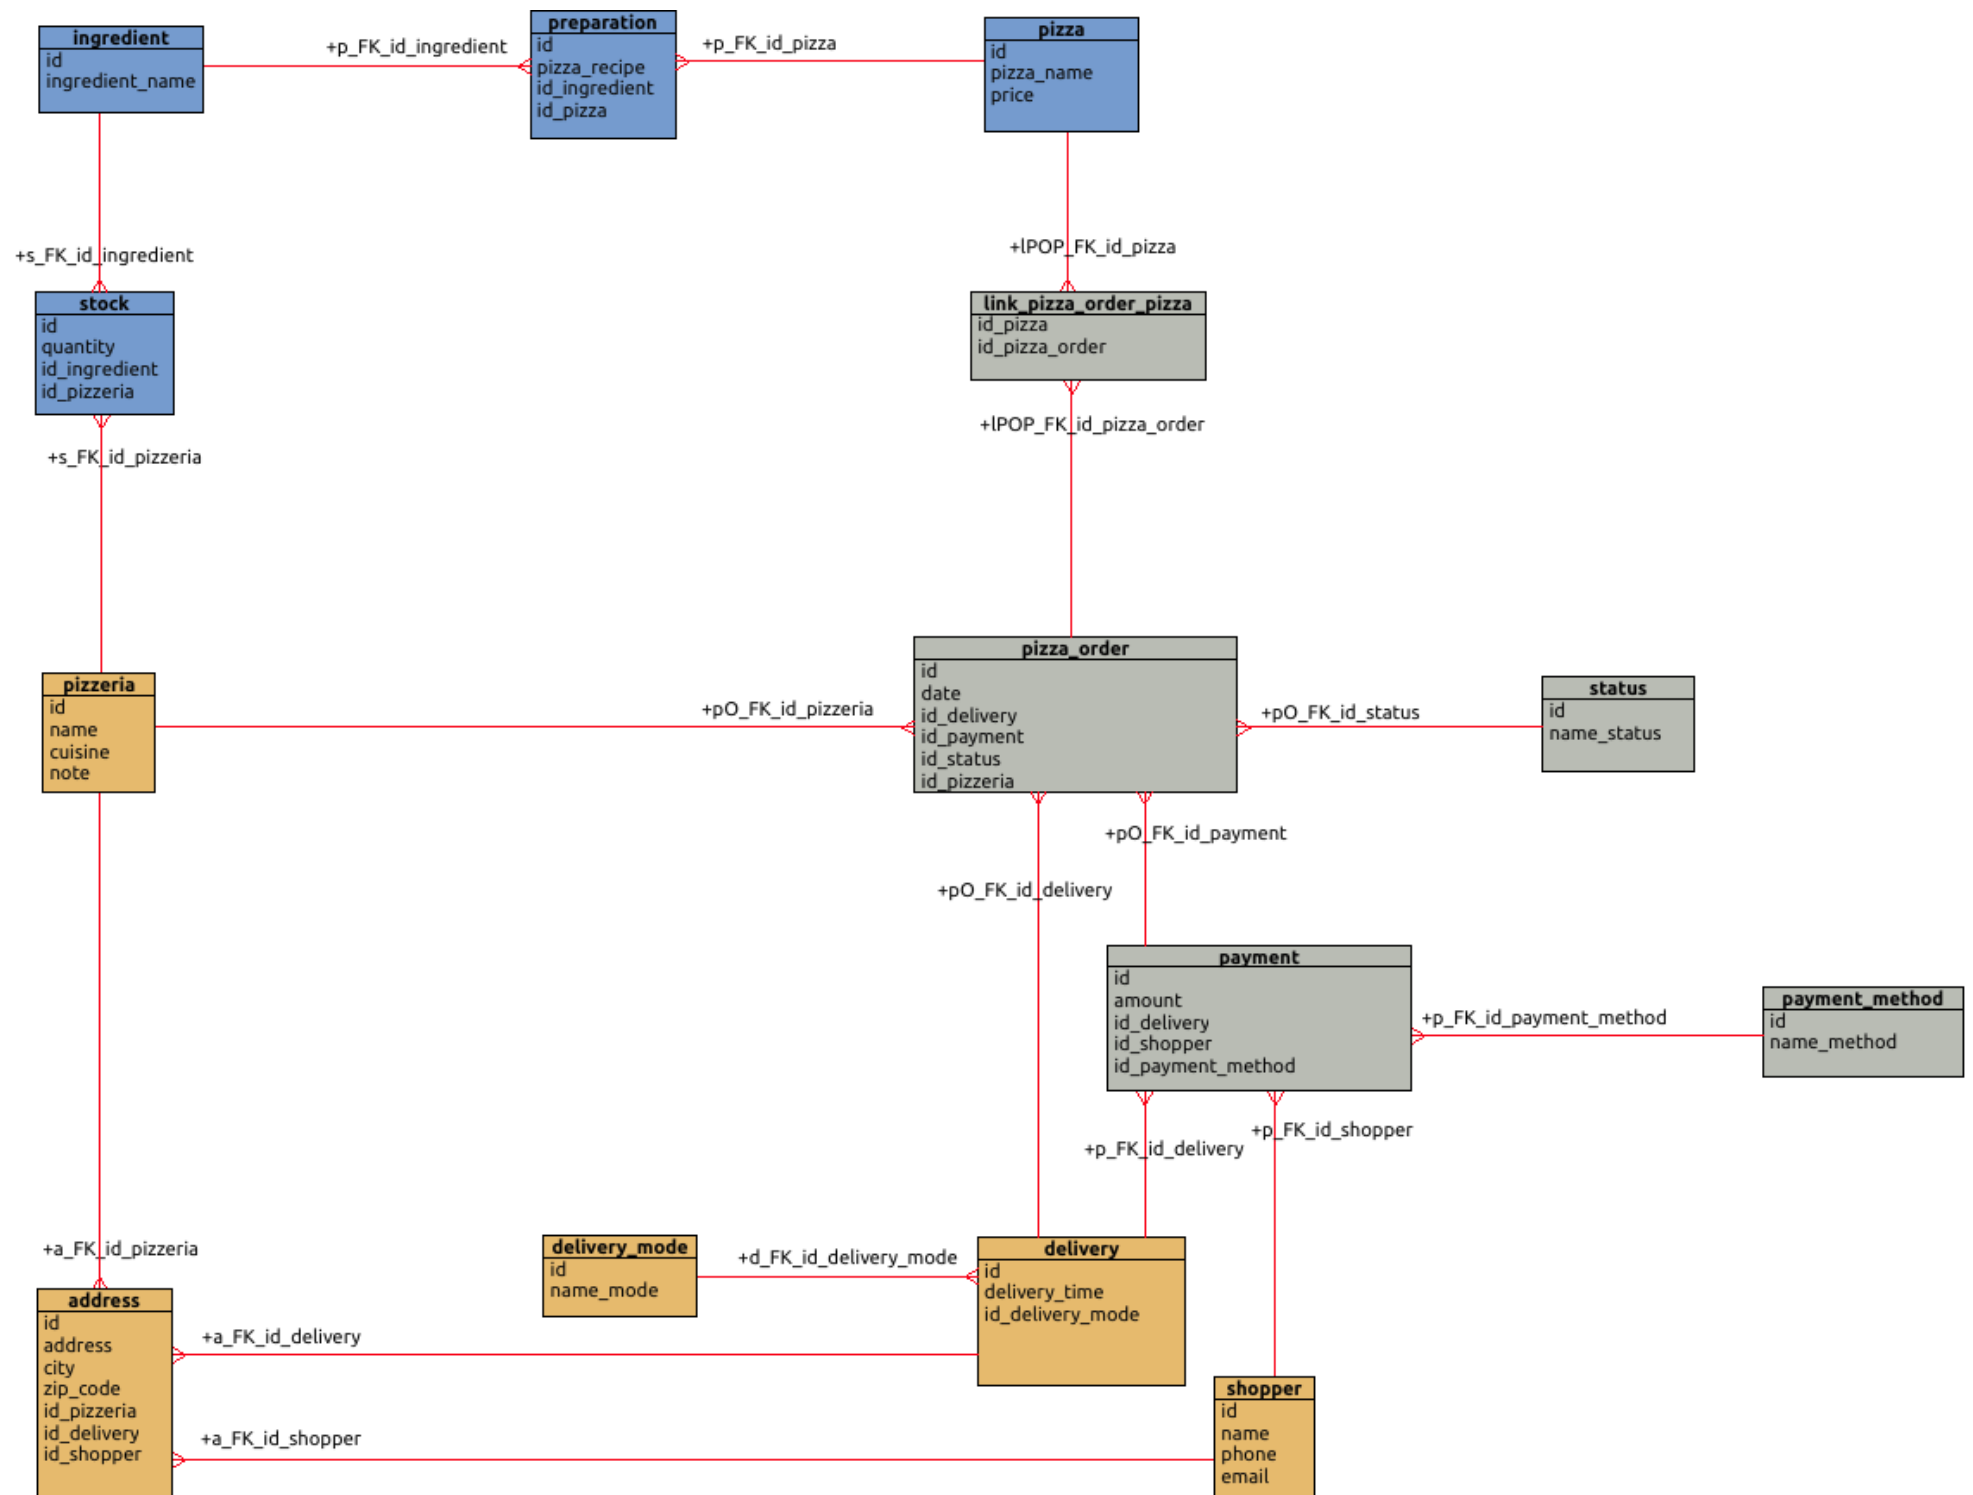 ingredient
id
ingredient_name
+p_FK_id_ingredient
preparation
id
pizza_recipe
id_ingredient
id_pizza
+p_FK_id_pizza
pizza
id
pizza_name
price
+s_FK_id_ingredient
+lPOP_FK_id_pizza
stock
id
quantity
id_ingredient
id_pizzeria
link_pizza_order_pizza
id_pizza
id_pizza_order
+s_FK_id_pizzeria
+lPOP_FK_id_pizza_order
pizzeria
id
name
cuisine
note
+pO_FK_id_pizzeria
pizza_order
id
date
id_delivery
id_payment
id_status
id_pizzeria
+pO_FK_id_status
status
id
name_status
+pO_FK_id_payment
+pO_FK_id_delivery
payment
id
amount
id_delivery
id_shopper
id_payment_method
+p_FK_id_payment_method
payment_method
id
name_method
+p_FK_id_shopper
+p_FK_id_delivery
+a_FK_id_pizzeria
delivery_mode
id
name_mode
+d_FK_id_delivery_mode
delivery
id
delivery_time
id_delivery_mode
address
id
address
city
zip_code
id_pizzeria
id_delivery
id_shopper
+a_FK_id_delivery
+a_FK_id_shopper
shopper
id
name
phone
email